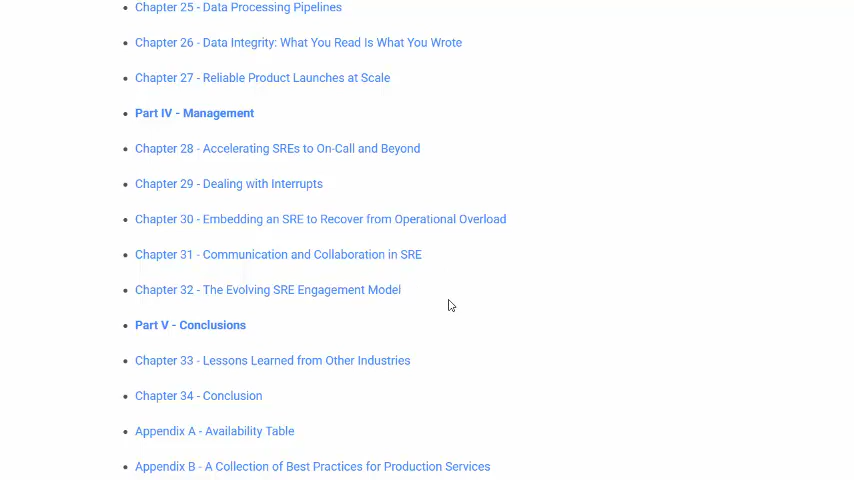 Chapter 25 - Data Processing Pipelines
Chapter 26 - Data Integrity: What You Read Is What You Wrote
Chapter 27 - Reliable Product Launches at Scale
Part IV - Management
Chapter 28 - Accelerating SREs to On-Call and Beyond
Chapter 29 - Dealing with Interrupts
Chapter 30 - Embedding an SRE to Recover from Operational Overload
Chapter 31 - Communication and Collaboration in SRE
Chapter 32 - The Evolving SRE Engagement Model
Part V - Conclusions
Chapter 33 - Lessons Learned from Other Industries
Chapter 34 - Conclusion
Appendix A - Availability Table
Appendix B - A Collection of Best Practices for Production Services